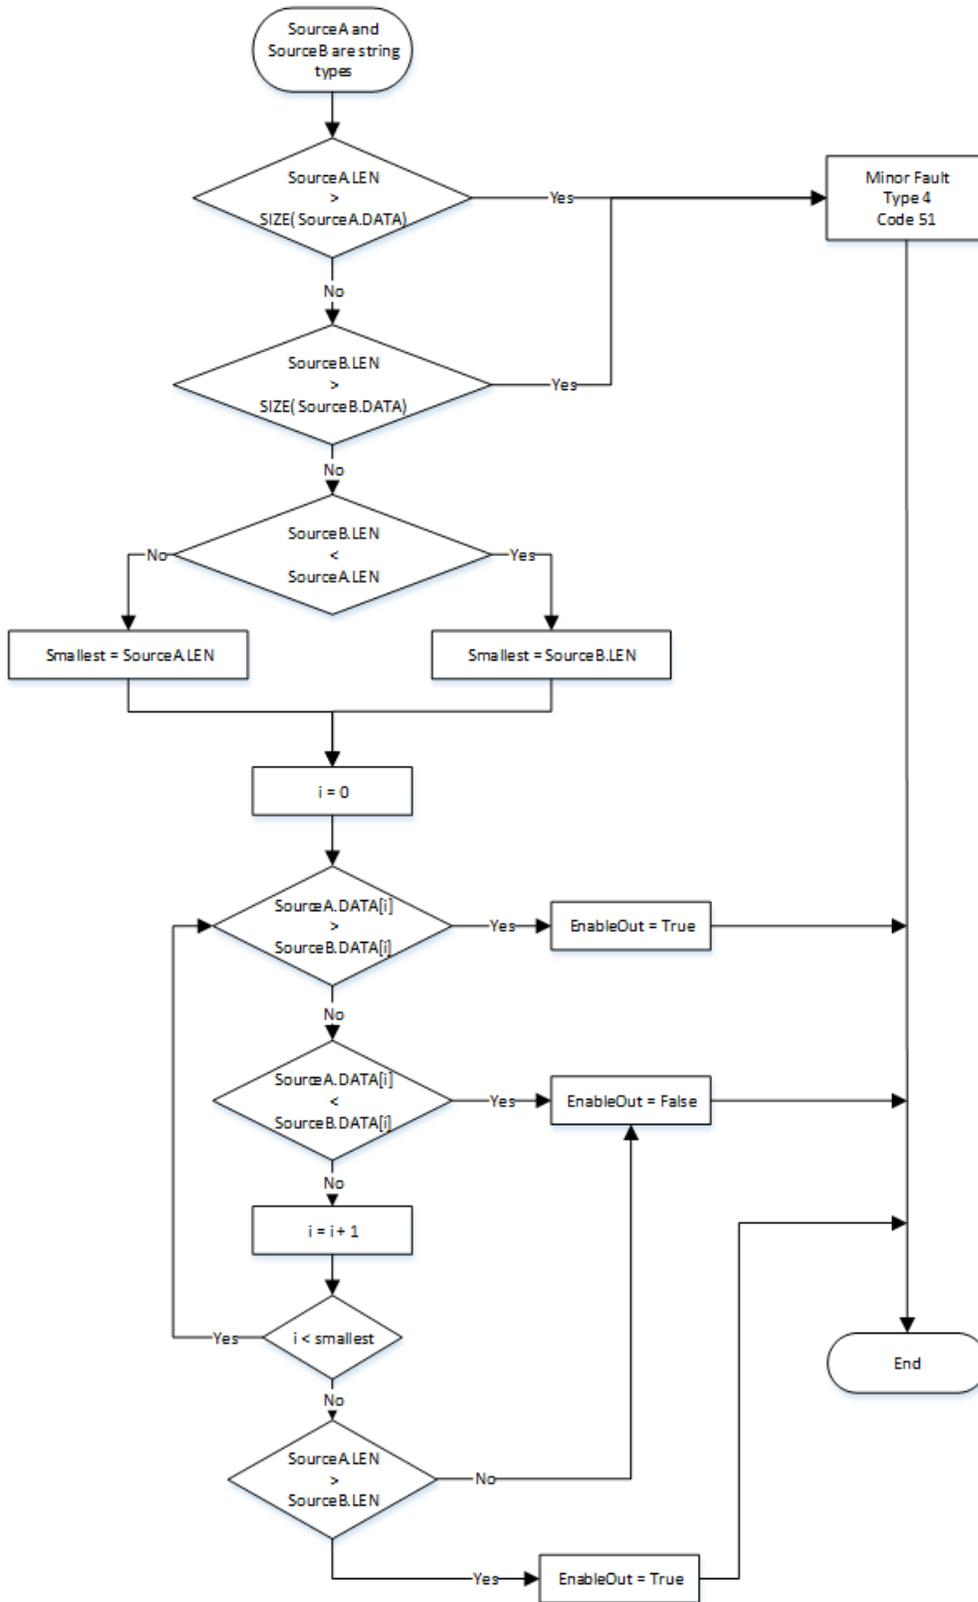 SourceA and
SourceB are string
types
SourceA.LEN
>
SIZE( SourceA.DATA)
Yes
Minor Fault
Type 4
Code 51
No
SourceB.LEN
>
SIZE( SourceB.DATA)
Yes
No
SourceB.LEN
<
SourceA.LEN
No
Yes
Smallest = SourceA.LEN
Smallest = SourceB.LEN
i = 0
SourceA.DATA[i]
>
SourceB.DATA[i]
Yes
EnableOut = True
No
SourceA.DATA[i]
<
SourceB.DATA[i]
Yes
EnableOut = False
No
i = i + 1
i < smallest
Yes
End
No
SourceA.LEN
>
SourceB.LEN
No
Yes
EnableOut = True